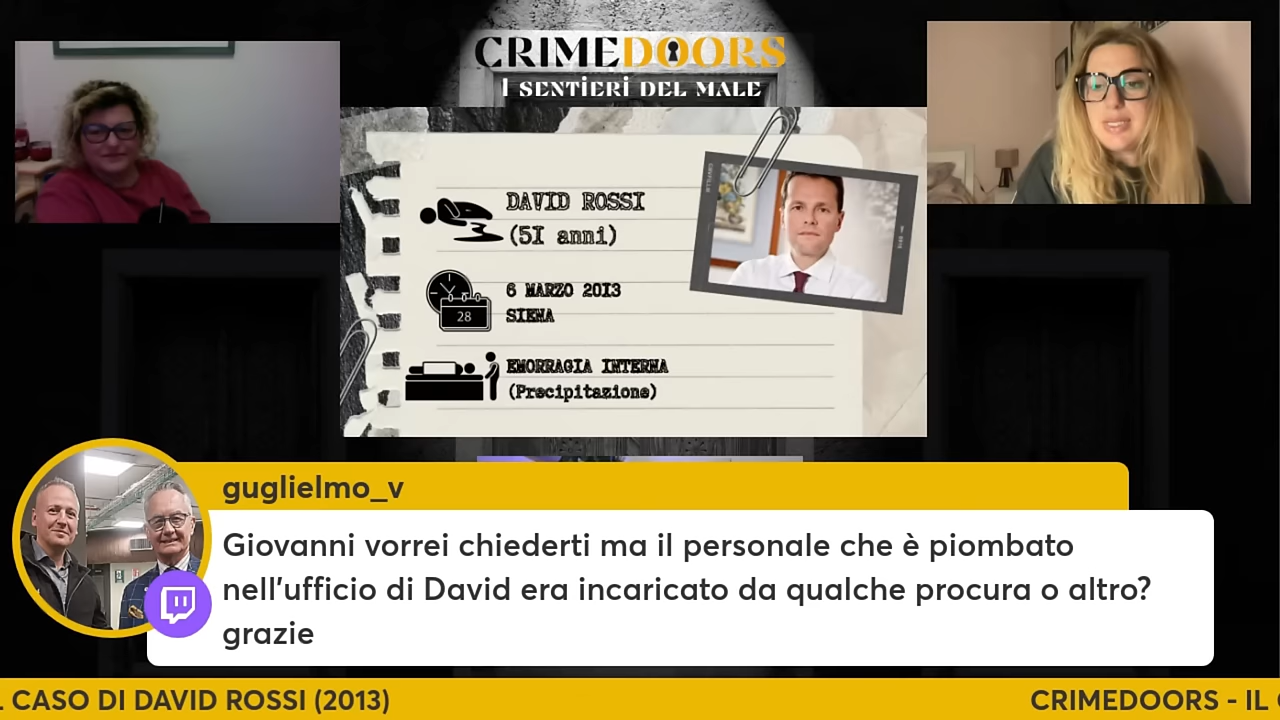 CRIMEDOORS
I SENTIERI DEL MALE
DAVID ROSSI
(51 anni)
6 MARZO 2013
SIENA
28
EMORRAGIA INTERNA
(Precipitazione)
guglielmo_v
Giovanni vorrei chiederti ma il personale che è piombato
nell'ufficio di David era incaricato da qualche procura o altro?
grazie
CASO DI DAVID ROSSI (2013)
CRIMEDOORS - IL